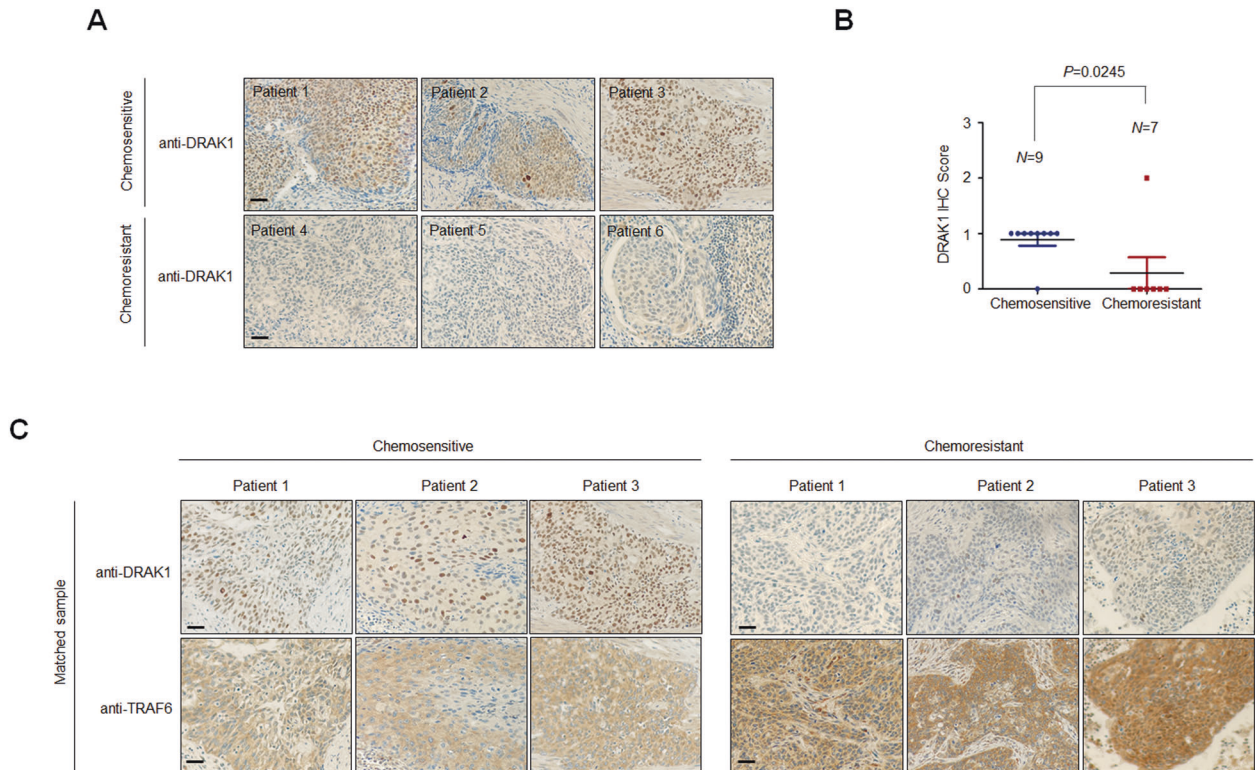 A
Chemosensitive
anti-DRAK1
Patient 1
Patient 2
Patient 3
Chemoresistant
anti-DRAK1
Patient 4
Patient 5
Patient 6
B
P=0.0245
N=9
N=7
DRAK1 IHC Score
3
2
1
0
Chemosensitive
Chemoresistant
C
Chemosensitive
Chemoresistant
Patient 1
Patient 2
Patient 3
Patient 1
Patient 2
Patient 3
Matched sample
anti-DRAK1
anti-TRAF6